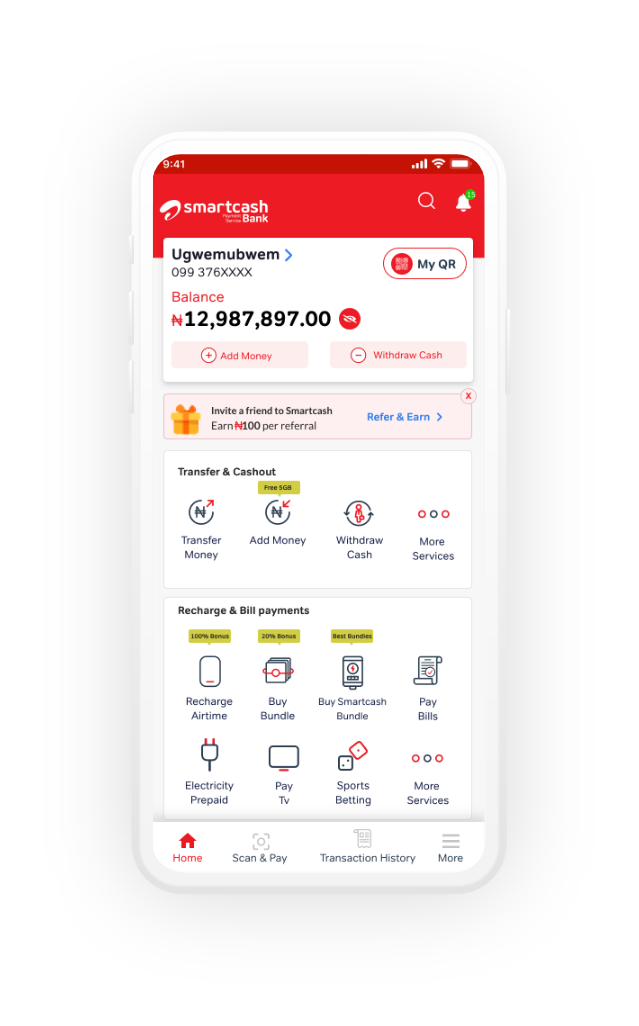 9:41
15
smartcash
Payment
Service Bank
Ugwemubwem
099 376XXXX
My QR
Balance
₦12,987,897.00
Add Money
Withdraw Cash
X
Invite a friend to Smartcash
Earn ₦100 per referral
Refer & Earn
Transfer & Cashout
Free 5GB
Transfer
Money
Add Money
Withdraw
Cash
More
Services
Recharge & Bill payments
100% Bonus
20% Bonus
Best Bundles
Recharge
Airtime
Buy
Bundle
Buy Smartcash
Bundle
Pay
Bills
Electricity
Prepaid
Pay
Tv
Sports
Betting
More
Services
Home
Scan & Pay
Transaction History
More